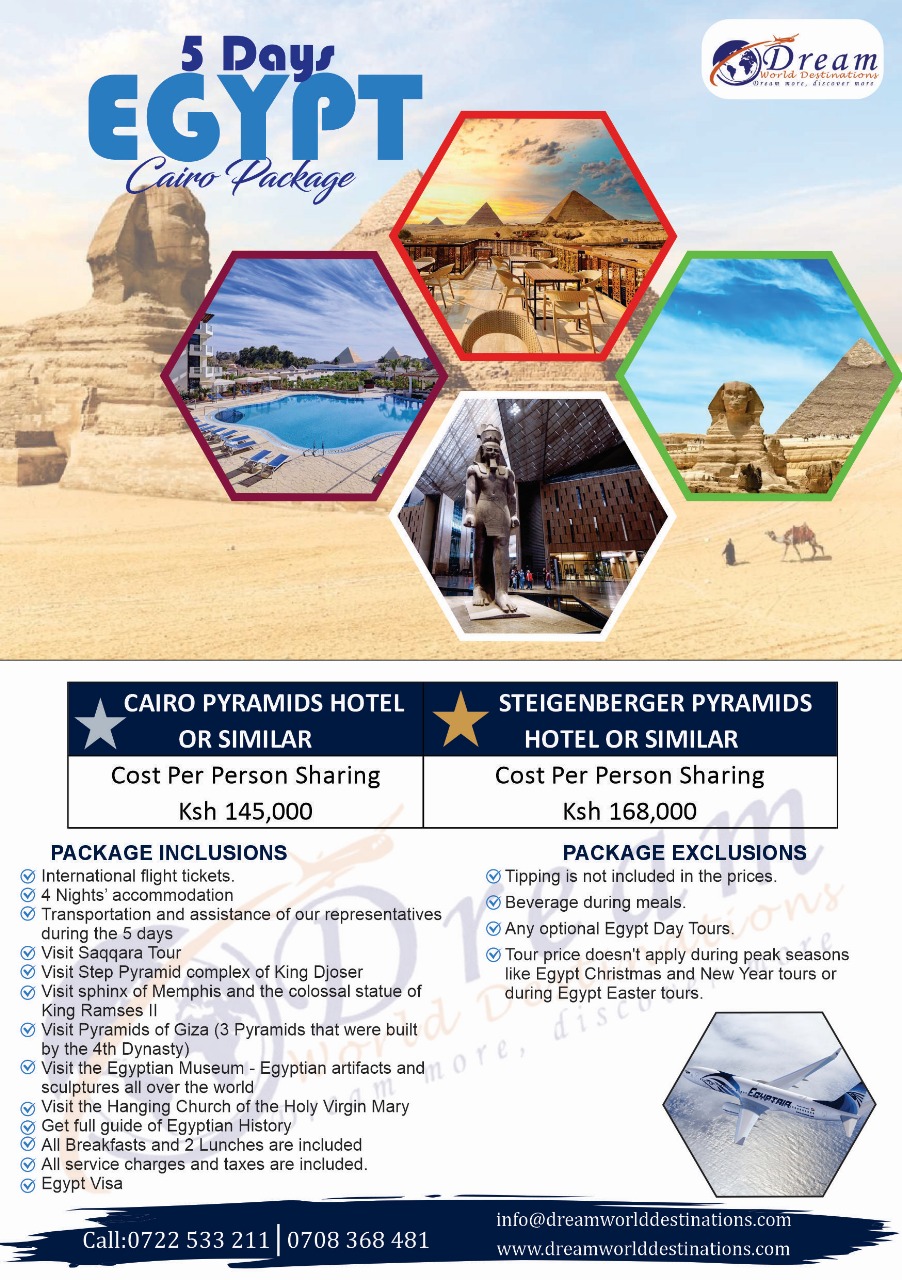 5 Days
EGYPT
Cairo Package
Dream
World Destinations
Dream more, discover more
CAIRO PYRAMIDS HOTEL
OR SIMILAR
Cost Per Person Sharing
Ksh 145,000
STEIGENBERGER PYRAMIDS
HOTEL OR SIMILAR
Cost Per Person Sharing
Ksh 168,000
PACKAGE INCLUSIONS
International flight tickets.
4 Nights’ accommodation
Transportation and assistance of our representatives
during the 5 days
Visit Saqqara Tour
Visit Step Pyramid complex of King Djoser
Visit sphinx of Memphis and the colossal statue of
King Ramses II
Visit Pyramids of Giza (3 Pyramids that were built
by the 4th Dynasty)
Visit the Egyptian Museum - Egyptian artifacts and
sculptures all over the world
Visit the Hanging Church of the Holy Virgin Mary
Get full guide of Egyptian History
All Breakfasts and 2 Lunches are included
All service charges and taxes are included.
Egypt Visa
PACKAGE EXCLUSIONS
Tipping is not included in the prices.
Beverage during meals.
Any optional Egypt Day Tours.
Tour price doesn't apply during peak seasons
like Egypt Christmas and New Year tours or
during Egypt Easter tours.
Dream
World Destinations
Dream more, discover more
EGYPTAIR
Call:0722 533 211 | 0708 368 481
info@dreamworlddestinations.com
www.dreamworlddestinations.com